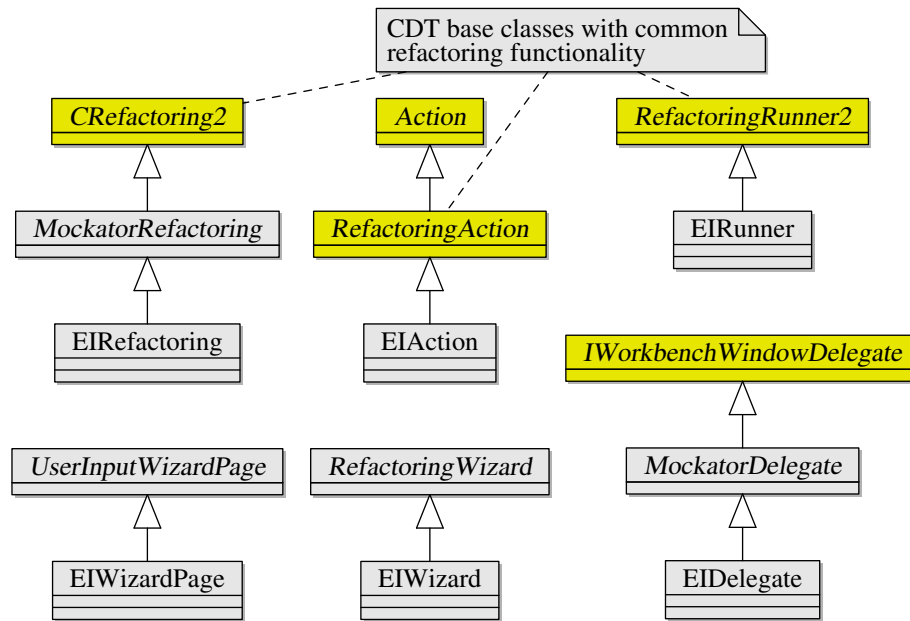 CDT base classes with common
refactoring functionality
CRefactoring2
Action
RefactoringRunner2
MockatorRefactoring
RefactoringAction
EIRunner
EIRefactoring
EIAction
IWorkbenchWindowDelegate
UserInputWizardPage
RefactoringWizard
MockatorDelegate
EIWizardPage
EIWizard
EIDelegate